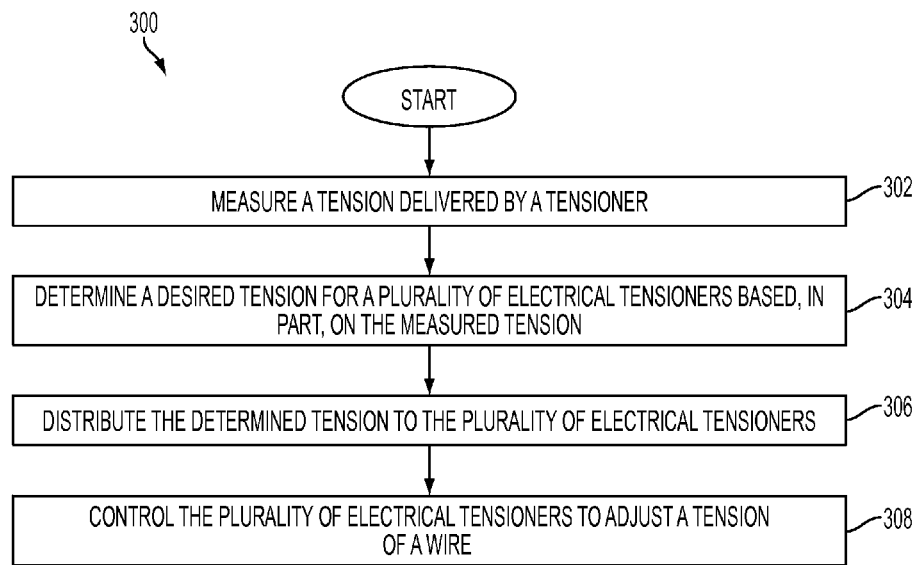 300
START
MEASURE A TENSION DELIVERED BY A TENSIONER
302
DETERMINE A DESIRED TENSION FOR A PLURALITY OF ELECTRICAL TENSIONERS BASED, IN
PART, ON THE MEASURED TENSION
304
DISTRIBUTE THE DETERMINED TENSION TO THE PLURALITY OF ELECTRICAL TENSIONERS
306
CONTROL THE PLURALITY OF ELECTRICAL TENSIONERS TO ADJUST A TENSION
OF A WIRE
308